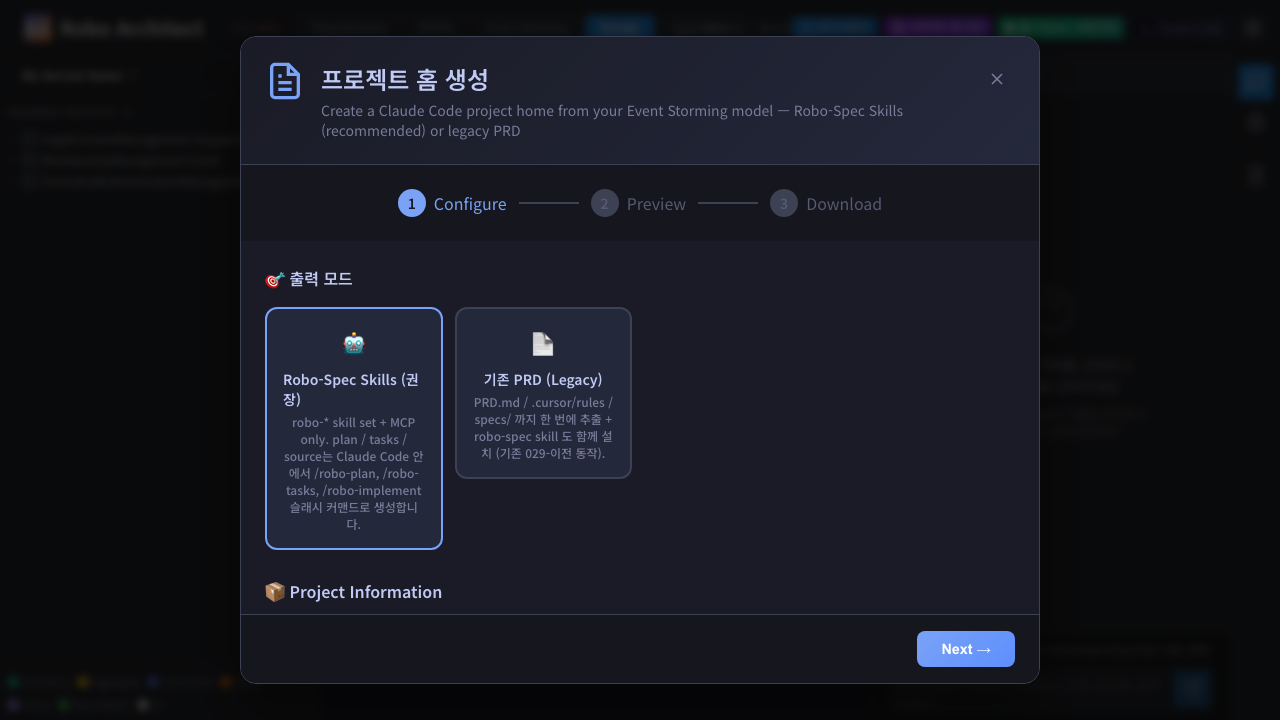 프로젝트 홈 생성
Create a Claude Code project home from your Event Storming model — Robo-Spec Skills
(recommended) or legacy PRD
1 Configure
2 Preview
3 Download
🎯 출력 모드
Robo-Spec Skills (권
장)
robo-* skill set + MCP
only. plan / tasks /
source는 Claude Code 안
에서 /robo-plan, /robo-
tasks, /robo-implement
슬래시 커맨드로 생성합니
다.
기존 PRD (Legacy)
PRD.md / .cursor/rules /
specs/ 까지 한 번에 추출 +
robo-spec skill 도 함께 설
치 (기존 029-이전 동작).
📦 Project Information
Next →
Robo Architect